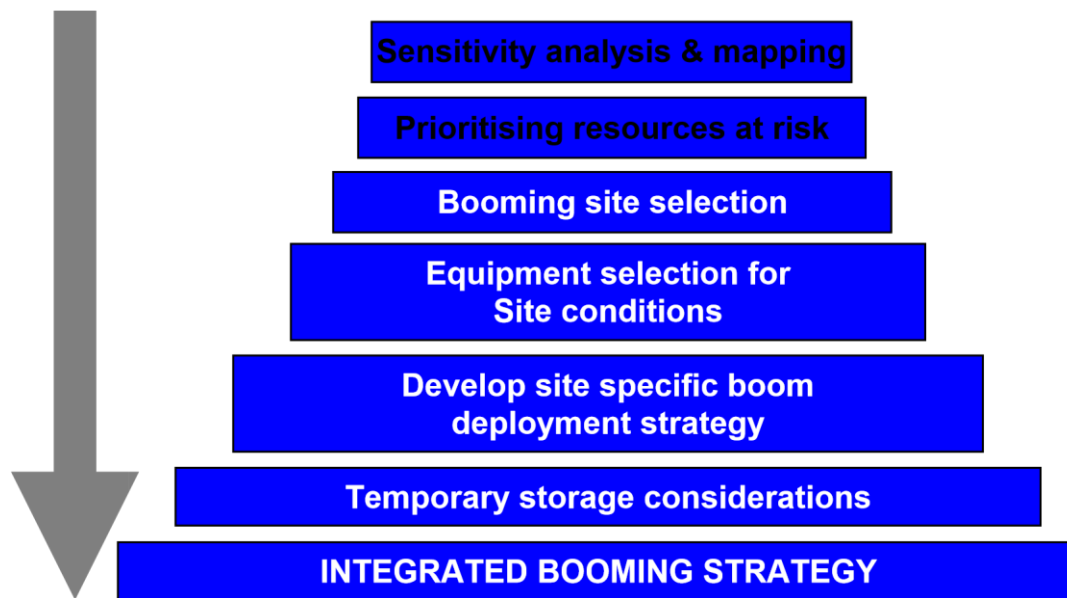 Sensitivity analysis & mapping
Prioritising resources at risk
Booming site selection
Equipment selection for
Site conditions
Develop site specific boom
deployment strategy
Temporary storage considerations
INTEGRATED BOOMING STRATEGY